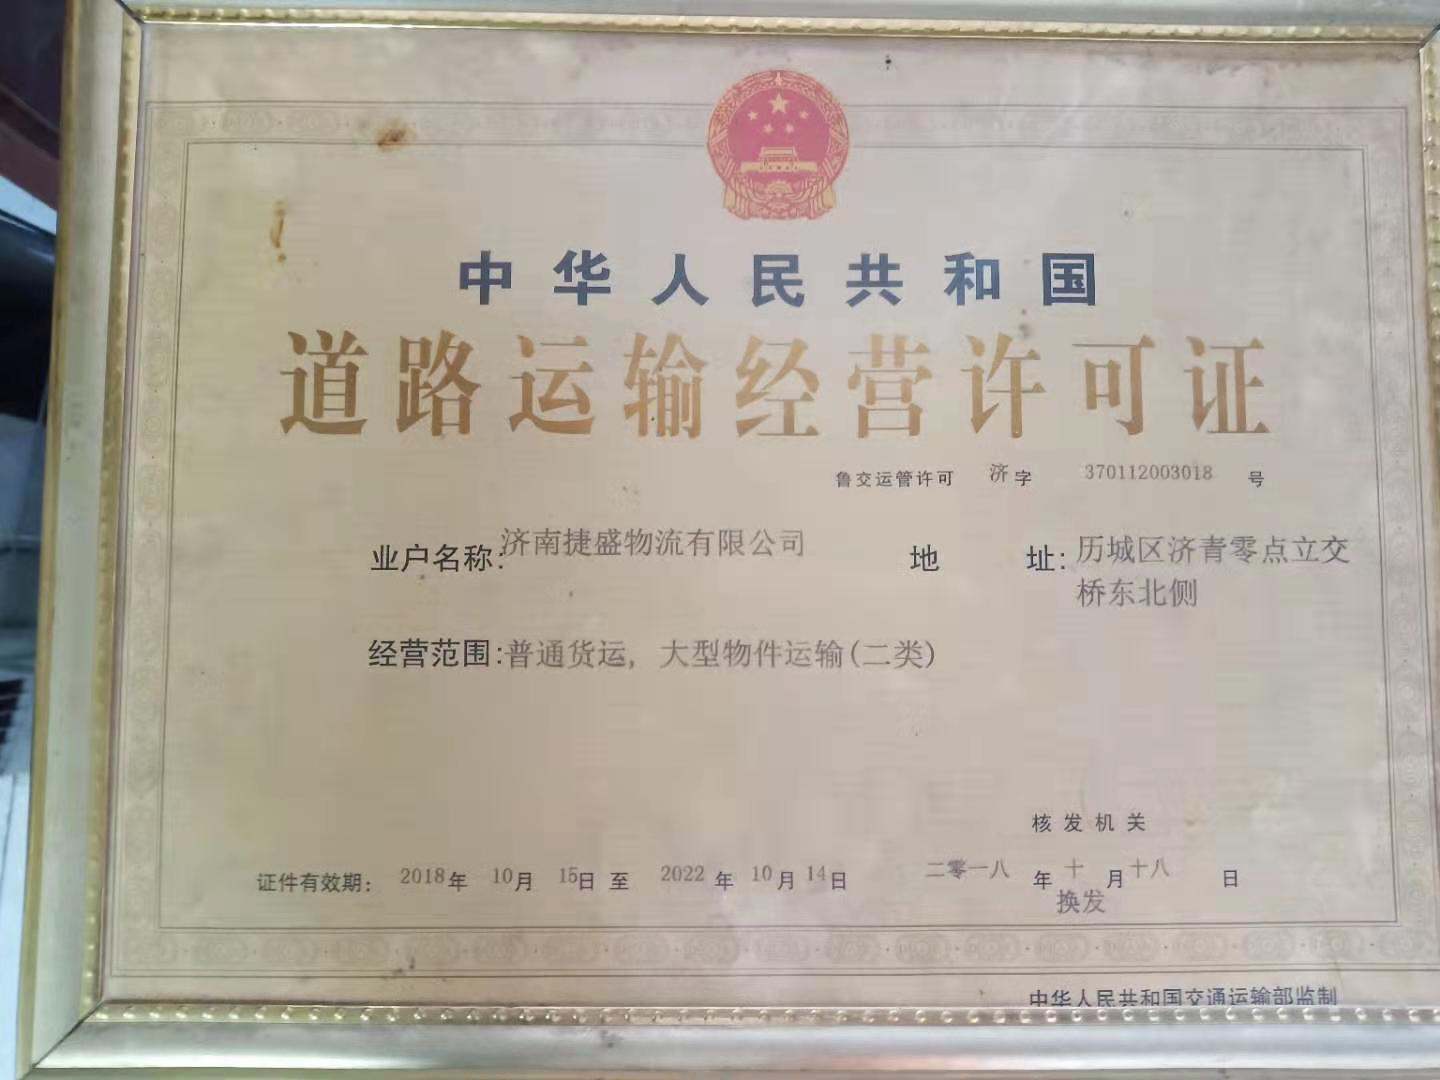 中华人民共和国
道路运输经营许可证
鲁交运管许可 济 字 370112003018 号
业户名称:济南捷盛物流有限公司
地 址:历城区济青零点立交
桥东北侧
经营范围:普通货运, 大型物件运输(二类)
核发机关
证件有效期: 2018年 10月 15日 至 2022年 10月 14日
二零一八 年 十 月 十八 日
换发
中华人民共和国交通运输部监制